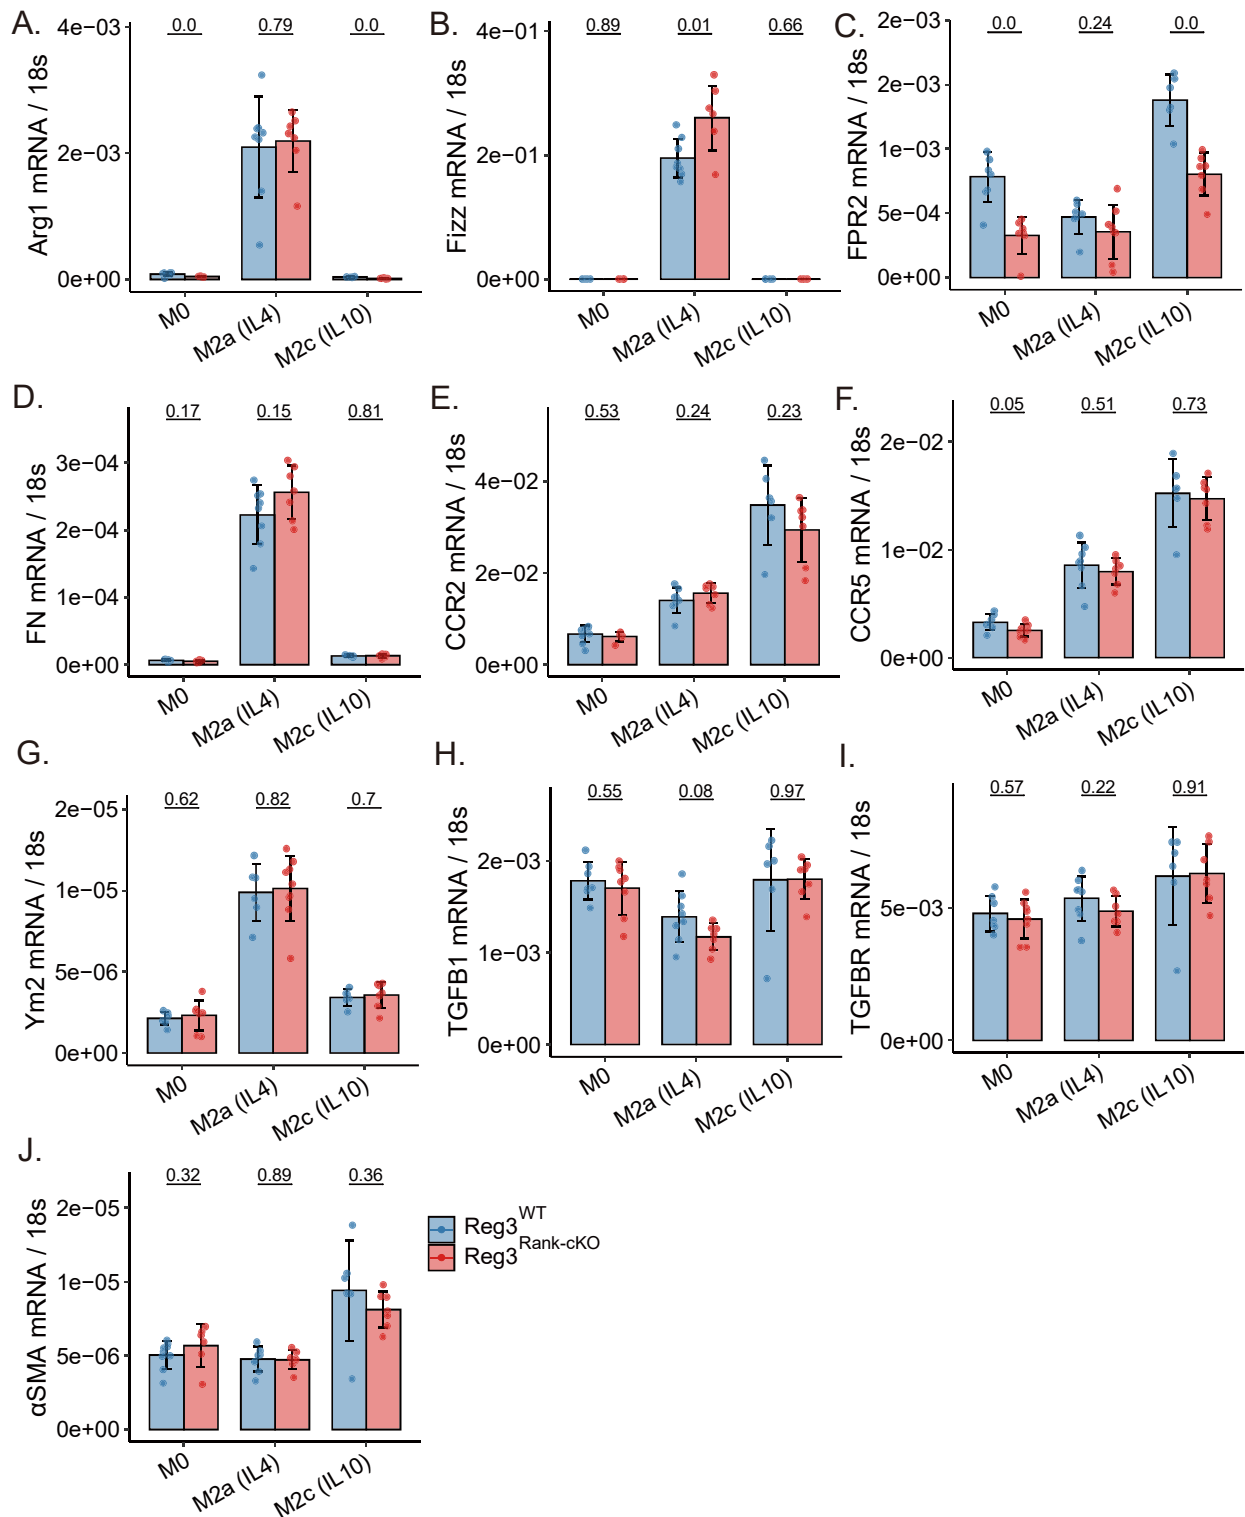 A.
Arg1 mRNA / 18s
4e−03
2e−03
0e+00
0.0
0.79
0.0
M0
M2a (IL4)
M2c (IL10)
B.
Fizz mRNA / 18s
4e−01
2e−01
0e+00
0.89
0.01
0.66
M0
M2a (IL4)
M2c (IL10)
C.
FPR2 mRNA / 18s
2e−03
2e−03
1e−03
5e−04
0e+00
0.0
0.24
0.0
M0
M2a (IL4)
M2c (IL10)
D.
FN mRNA / 18s
3e−04
2e−04
1e−04
0e+00
0.17
0.15
0.81
M0
M2a (IL4)
M2c (IL10)
E.
CCR2 mRNA / 18s
4e−02
2e−02
0e+00
0.53
0.24
0.23
M0
M2a (IL4)
M2c (IL10)
F.
CCR5 mRNA / 18s
2e−02
1e−02
0e+00
0.05
0.51
0.73
M0
M2a (IL4)
M2c (IL10)
G.
Ym2 mRNA / 18s
2e−05
1e−05
5e−06
0e+00
0.62
0.82
0.7
M0
M2a (IL4)
M2c (IL10)
H.
TGFB1 mRNA / 18s
2e−03
1e−03
0e+00
0.55
0.08
0.97
M0
M2a (IL4)
M2c (IL10)
I.
TGFBR mRNA / 18s
5e−03
0e+00
0.57
0.22
0.91
M0
M2a (IL4)
M2c (IL10)
J.
αSMA mRNA / 18s
2e−05
1e−05
5e−06
0e+00
0.32
0.89
0.36
M0
M2a (IL4)
M2c (IL10)
Reg3WT
Reg3Rank-cKO